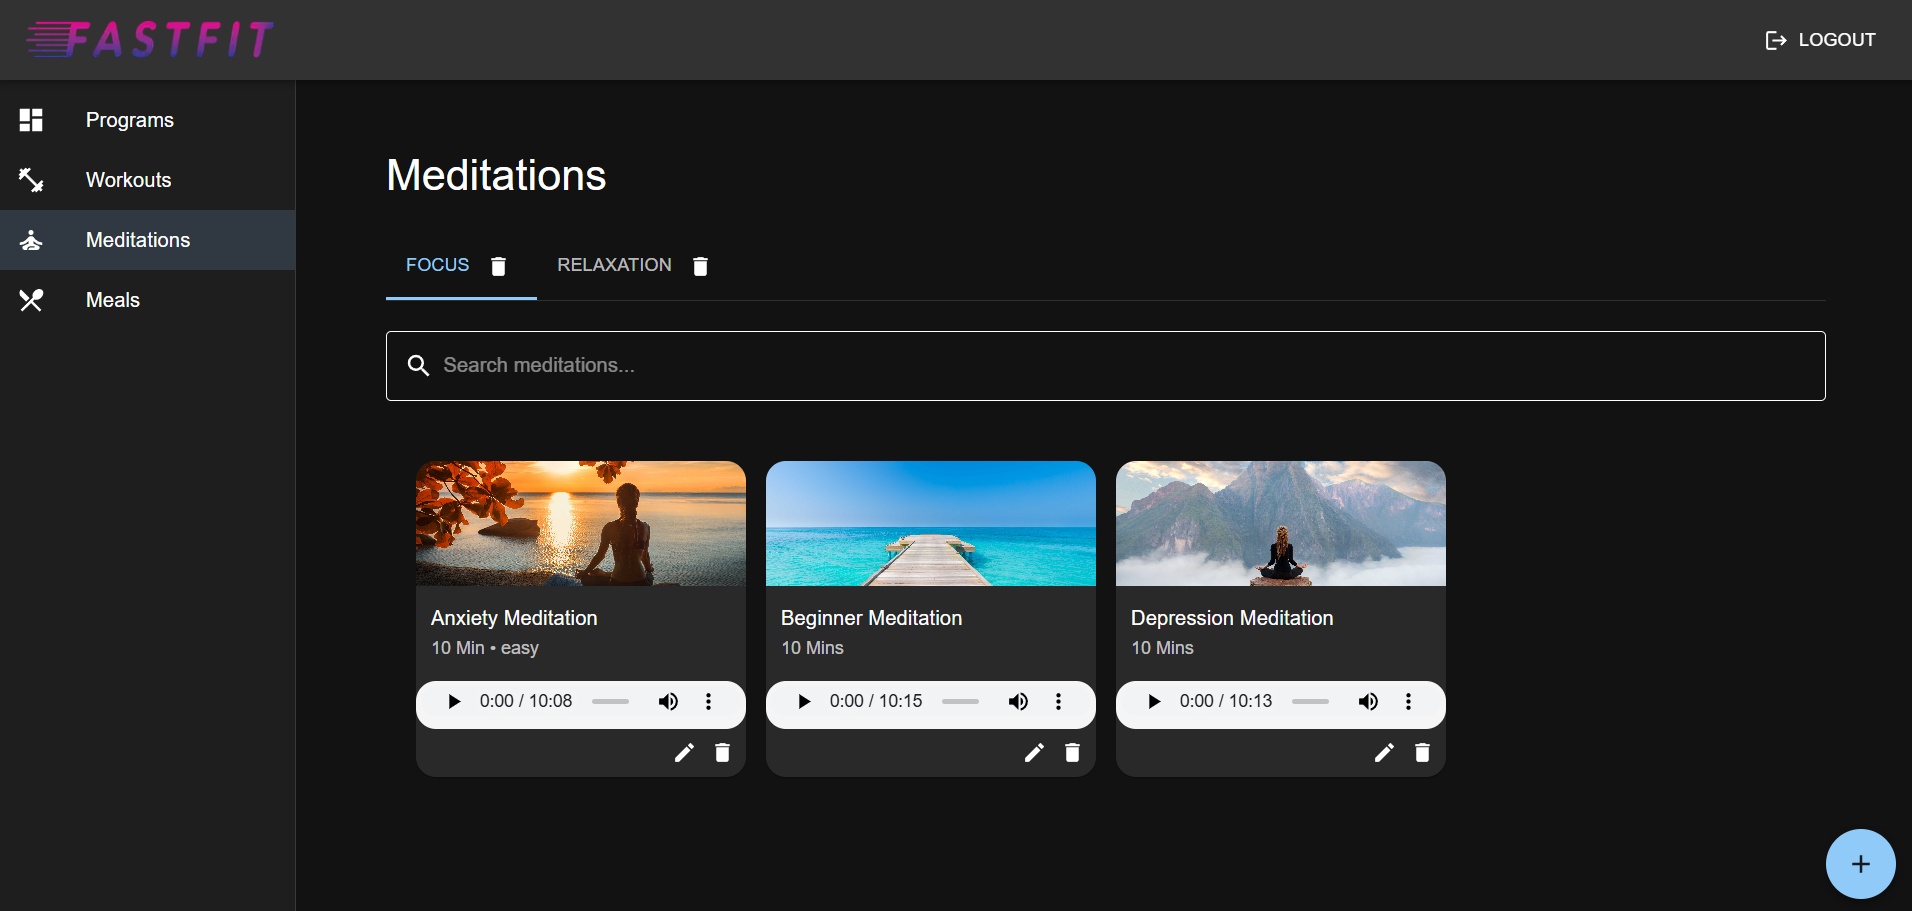 FASTFIT
LOGOUT
Programs
Workouts
Meditations
Meals
Meditations
FOCUS
RELAXATION
Search meditations...
Anxiety Meditation
10 Min • easy
0:00 / 10:08
Beginner Meditation
10 Mins
0:00 / 10:15
Depression Meditation
10 Mins
0:00 / 10:13